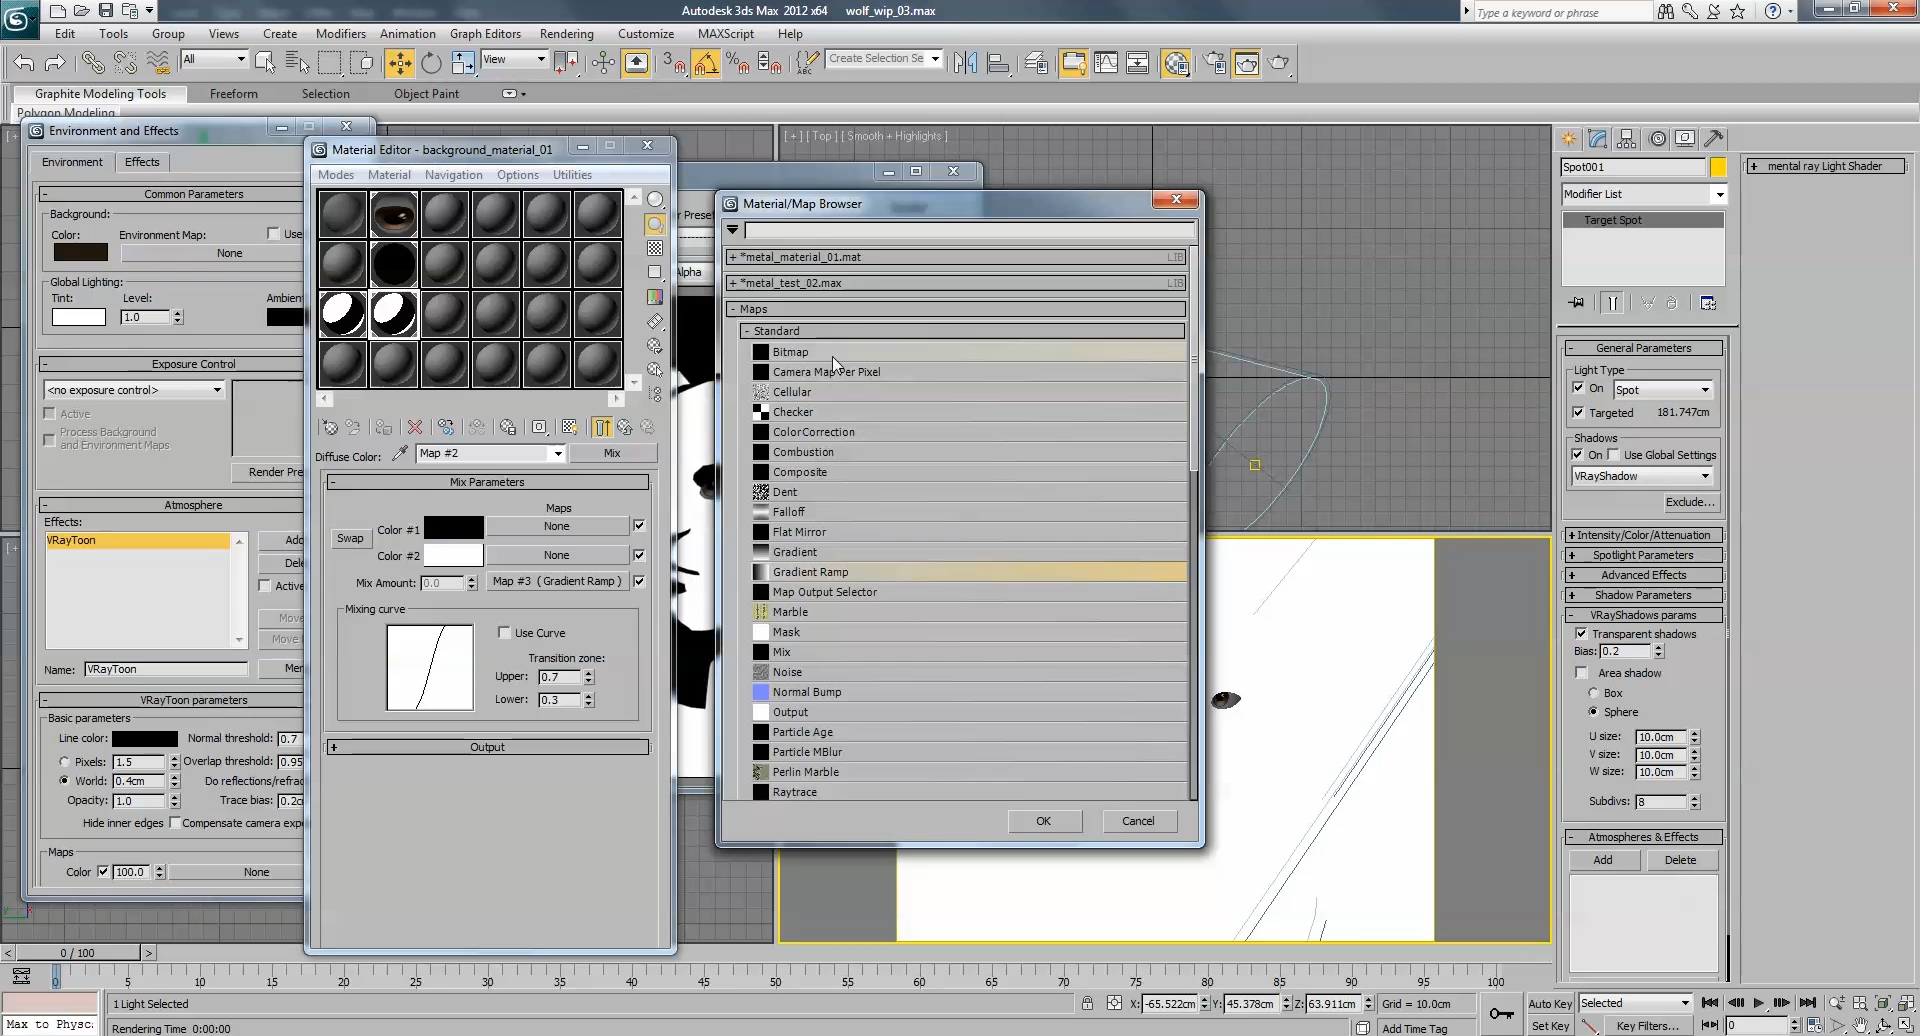 Autodesk 3ds Max 2012 x64 wolf_wip_03.max
Type a keyword or phrase
Edit Tools Group Views Create Modifiers Animation Graph Editors Rendering Customize MAXScript Help
All
View
3
ABC
Create Selection Se
Graphite Modeling Tools Freeform Selection Object Paint
Polygon Modeling
Environment and Effects
Environment Effects
Common Parameters
Background:
Color: Environment Map: Use
None
Global Lighting:
Tint: Level: Ambien
1.0
Exposure Control
<no exposure control>
Active
Process Background
and Environment Maps
Render Pre
Atmosphere
Effects:
VRayToon
Add
Dele
Active
Move
Move
Name: VRayToon
Mer
VRayToon parameters
Basic parameters
Line color: Normal threshold: 0.7
Pixels: 1.5 Overlap threshold: 0.95
World: 0.4cm Do reflections/refrac
Opacity: 1.0 Trace bias: 0.2c
Hide inner edges Compensate camera expo
Maps
Color 100.0 None
Material Editor - background_material_01
Modes Material Navigation Options Utilities
Diffuse Color: Map #2 Mix
Mix Parameters
Maps
Swap
Color #1 None
Color #2 None
Mix Amount: 0.0 Map #3 ( Gradient Ramp )
Mixing curve
Use Curve
Transition zone:
Upper: 0.7
Lower: 0.3
+ Output
r Preset
Alpha
Material/Map Browser
+ *metal_material_01.mat LIB
+ *metal_test_02.max LIB
- Maps
- Standard
Bitmap
Camera Map Per Pixel
Cellular
Checker
ColorCorrection
Combustion
Composite
Dent
Falloff
Flat Mirror
Gradient
Gradient Ramp
Map Output Selector
Marble
Mask
Mix
Noise
Normal Bump
Output
Particle Age
Particle MBlur
Perlin Marble
Raytrace
OK Cancel
[ + ] [ Top ] [ Smooth + Highlights ]
Spot001
Modifier List
Target Spot
General Parameters
Light Type
On Spot
Targeted 181.747cm
Shadows
On Use Global Settings
VRayShadow
Exclude...
+ Intensity/Color/Attenuation
+ Spotlight Parameters
+ Advanced Effects
+ Shadow Parameters
- VRayShadows params
Transparent shadows
Bias: 0.2
Area shadow
Box
Sphere
U size: 10.0cm
V size: 10.0cm
W size: 10.0cm
Subdivs: 8
- Atmospheres & Effects
Add Delete
+ mental ray Light Shader
< 0 / 100 >
0 5 10 15 20 25 30 35 40 45 50 55 60 65 70 75 80 85 90 95 100
1 Light Selected
X: -65.522cm Y: 45.378cm Z: 63.911cm Grid = 10.0cm
Auto Key Selected
Max to Physc:
Rendering Time 0:00:00
Add Time Tag
Set Key Key Filters...
0